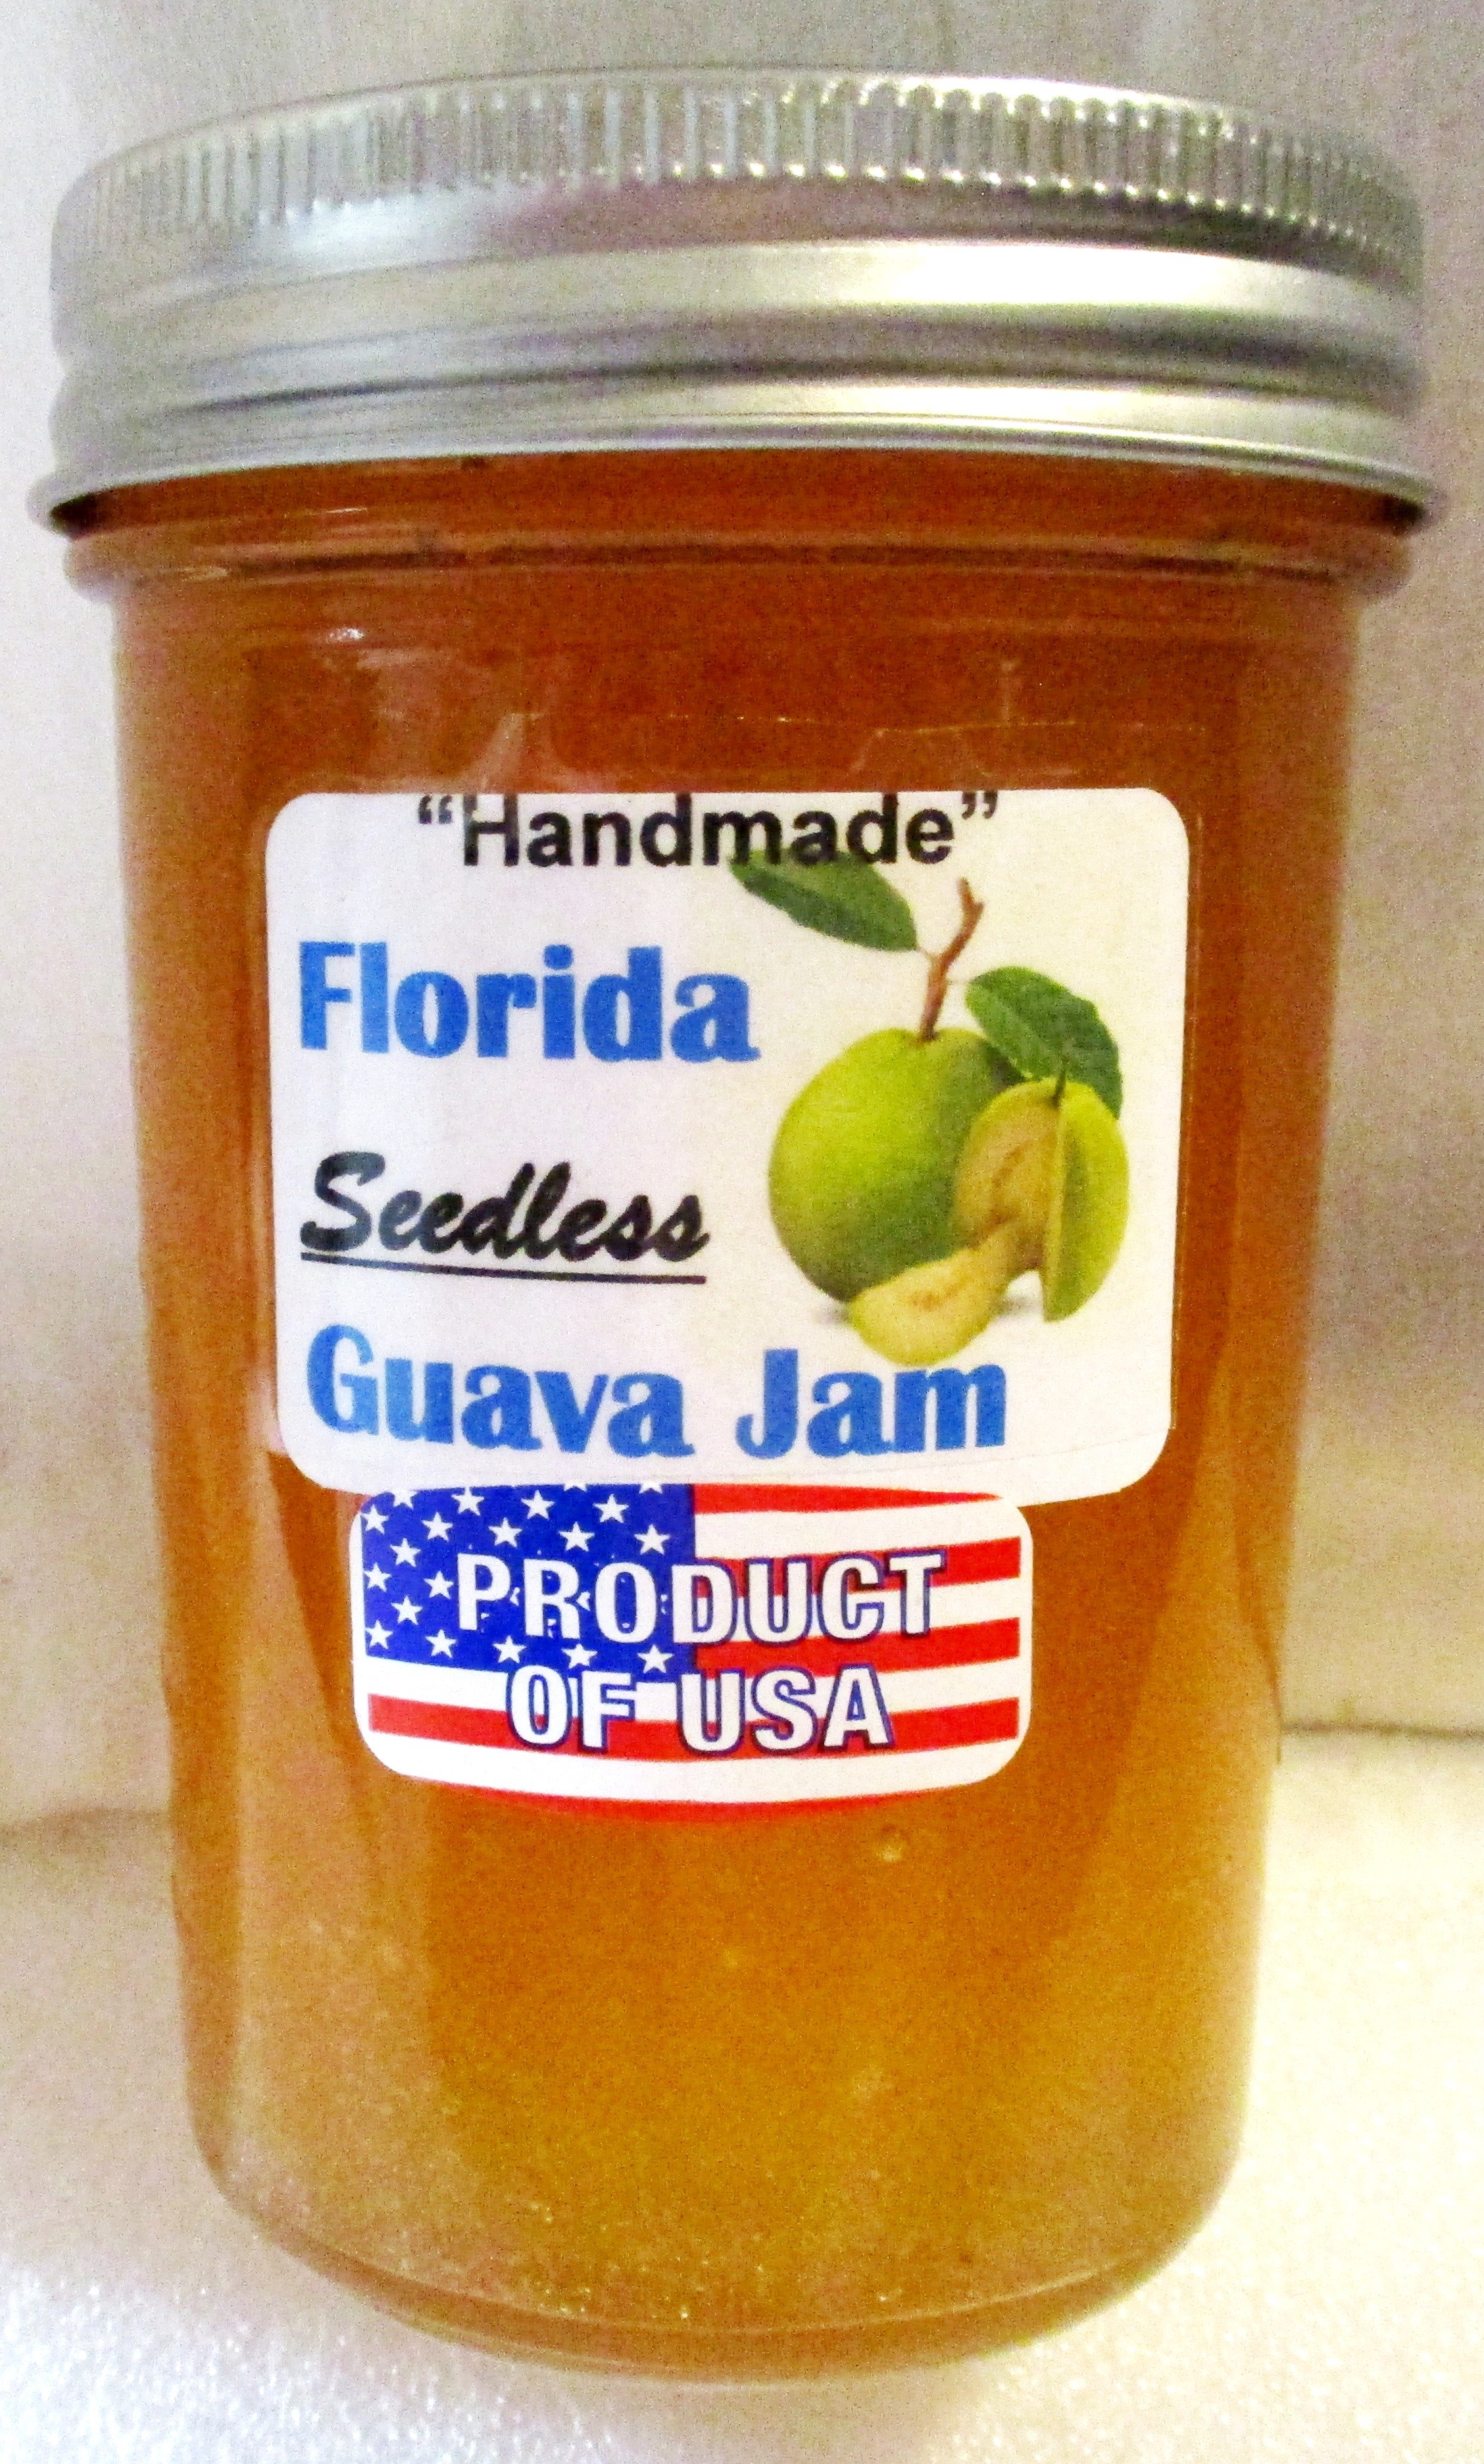 “Handmade”
Florida
Seedless
Guava Jam
PRODUCT
OF USA